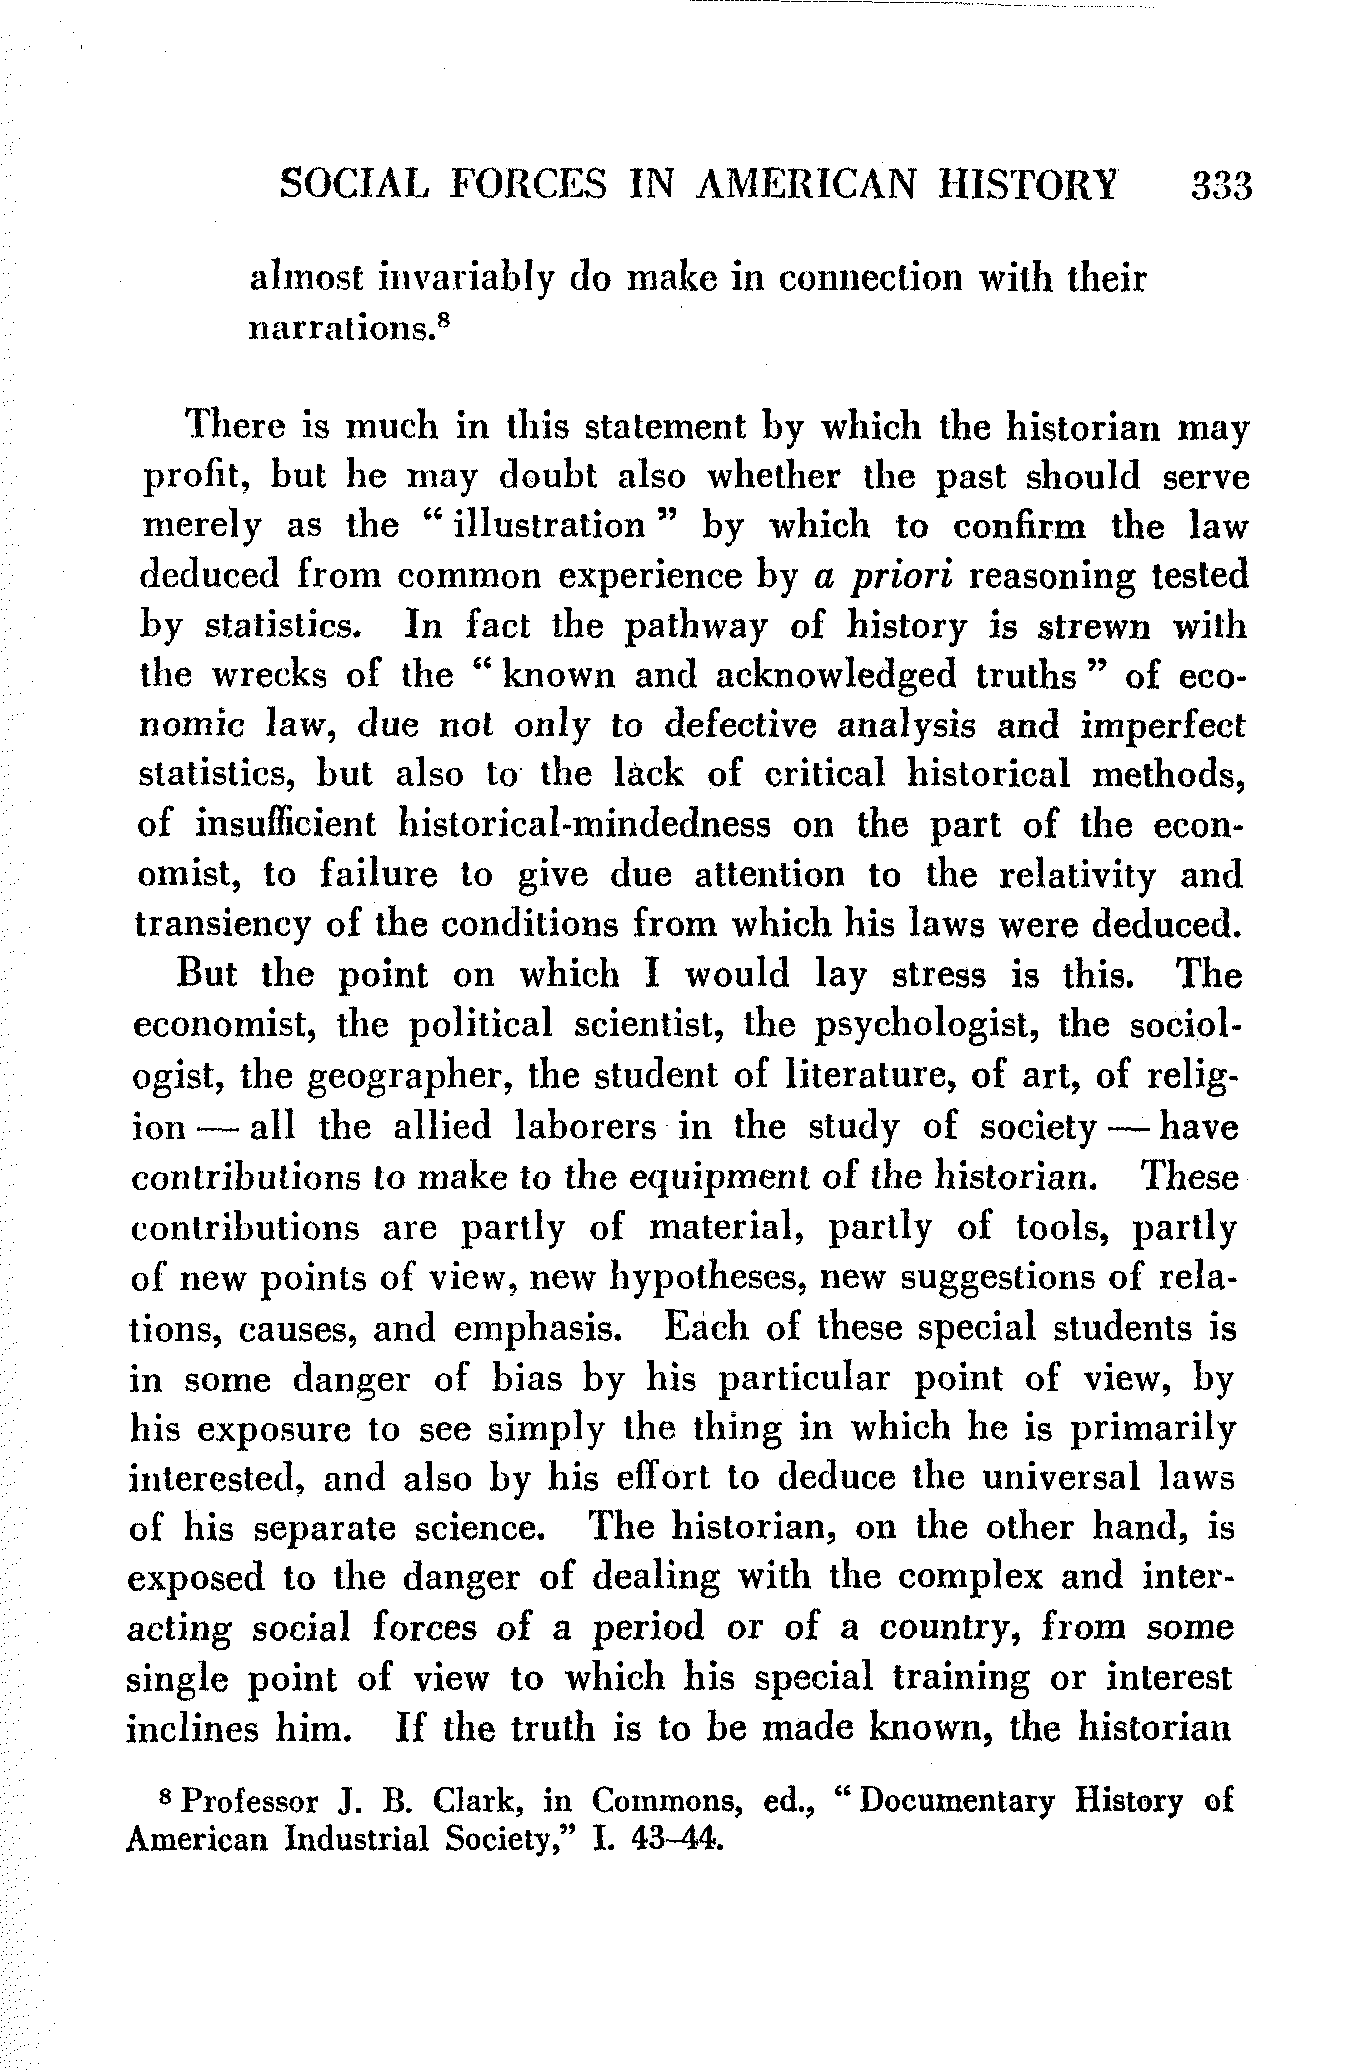 SOCIAL FORCES IN AMERICAN HISTORY 333
almost invariably do make in connection with their
narrations.⁸
There is much in this statement by which the historian may
profit, but he may doubt also whether the past should serve
merely as the “ illustration ” by which to confirm the law
deduced from common experience by a priori reasoning tested
by statistics. In fact the pathway of history is strewn with
the wrecks of the “ known and acknowledged truths ” of eco-
nomic law, due not only to defective analysis and imperfect
statistics, but also to the lack of critical historical methods,
of insufficient historical-mindedness on the part of the econ-
omist, to failure to give due attention to the relativity and
transiency of the conditions from which his laws were deduced.
But the point on which I would lay stress is this. The
economist, the political scientist, the psychologist, the sociol-
ogist, the geographer, the student of literature, of art, of relig-
ion — all the allied laborers in the study of society — have
contributions to make to the equipment of the historian. These
contributions are partly of material, partly of tools, partly
of new points of view, new hypotheses, new suggestions of rela-
tions, causes, and emphasis. Each of these special students is
in some danger of bias by his particular point of view, by
his exposure to see simply the thing in which he is primarily
interested, and also by his effort to deduce the universal laws
of his separate science. The historian, on the other hand, is
exposed to the danger of dealing with the complex and inter-
acting social forces of a period or of a country, from some
single point of view to which his special training or interest
inclines him. If the truth is to be made known, the historian
⁸ Professor J. B. Clark, in Commons, ed., “ Documentary History of
American Industrial Society,” I. 43–44.